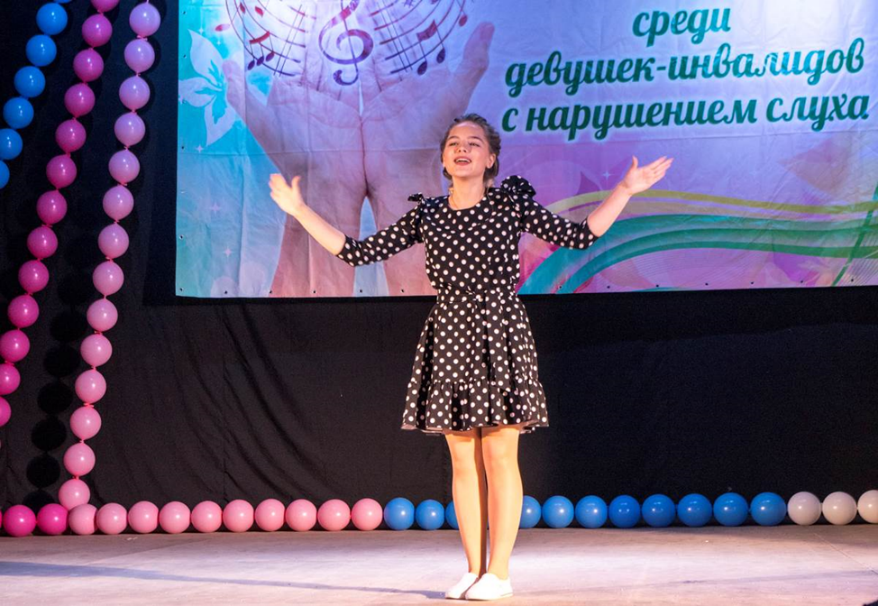 среди
девушек-инвалидов
с нарушением слуха